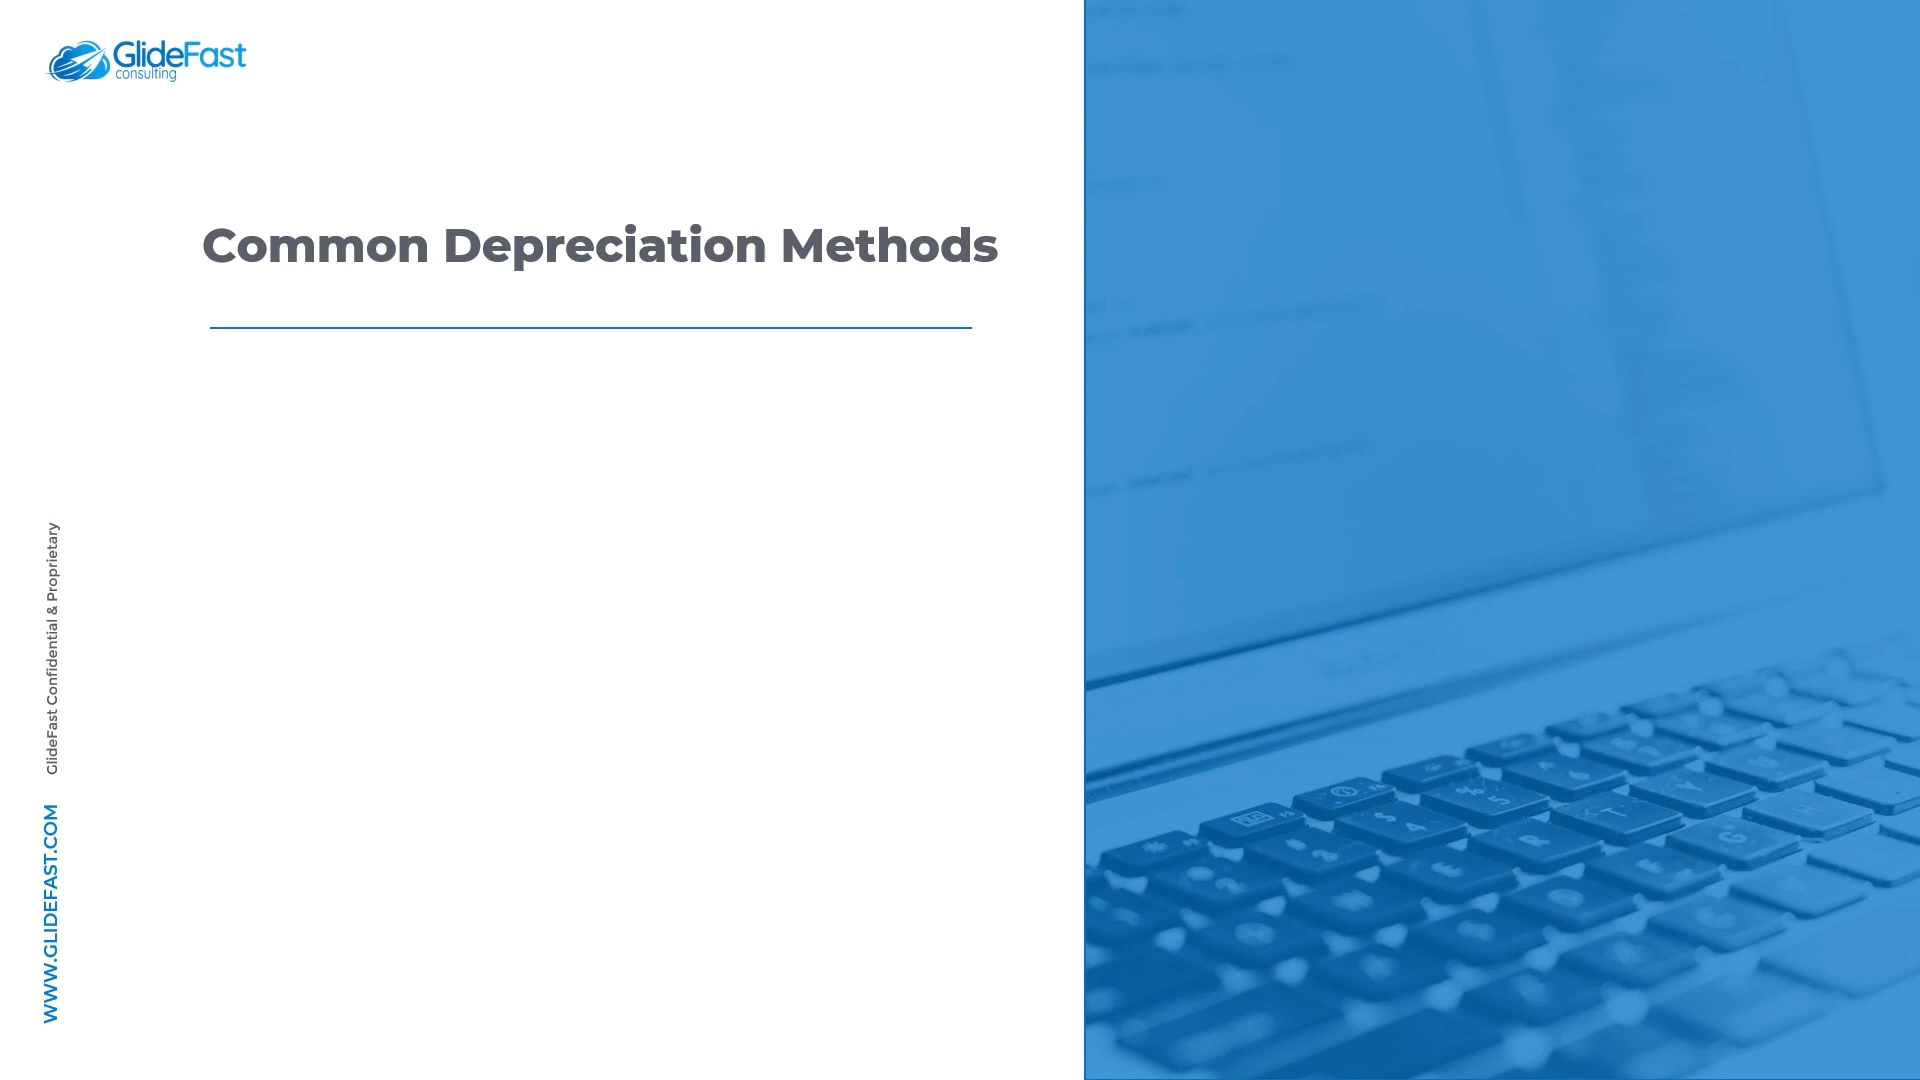 GlideFast
consulting
Common Depreciation Methods
GlideFast Confidential & Proprietary
WWW.GLIDEFAST.COM